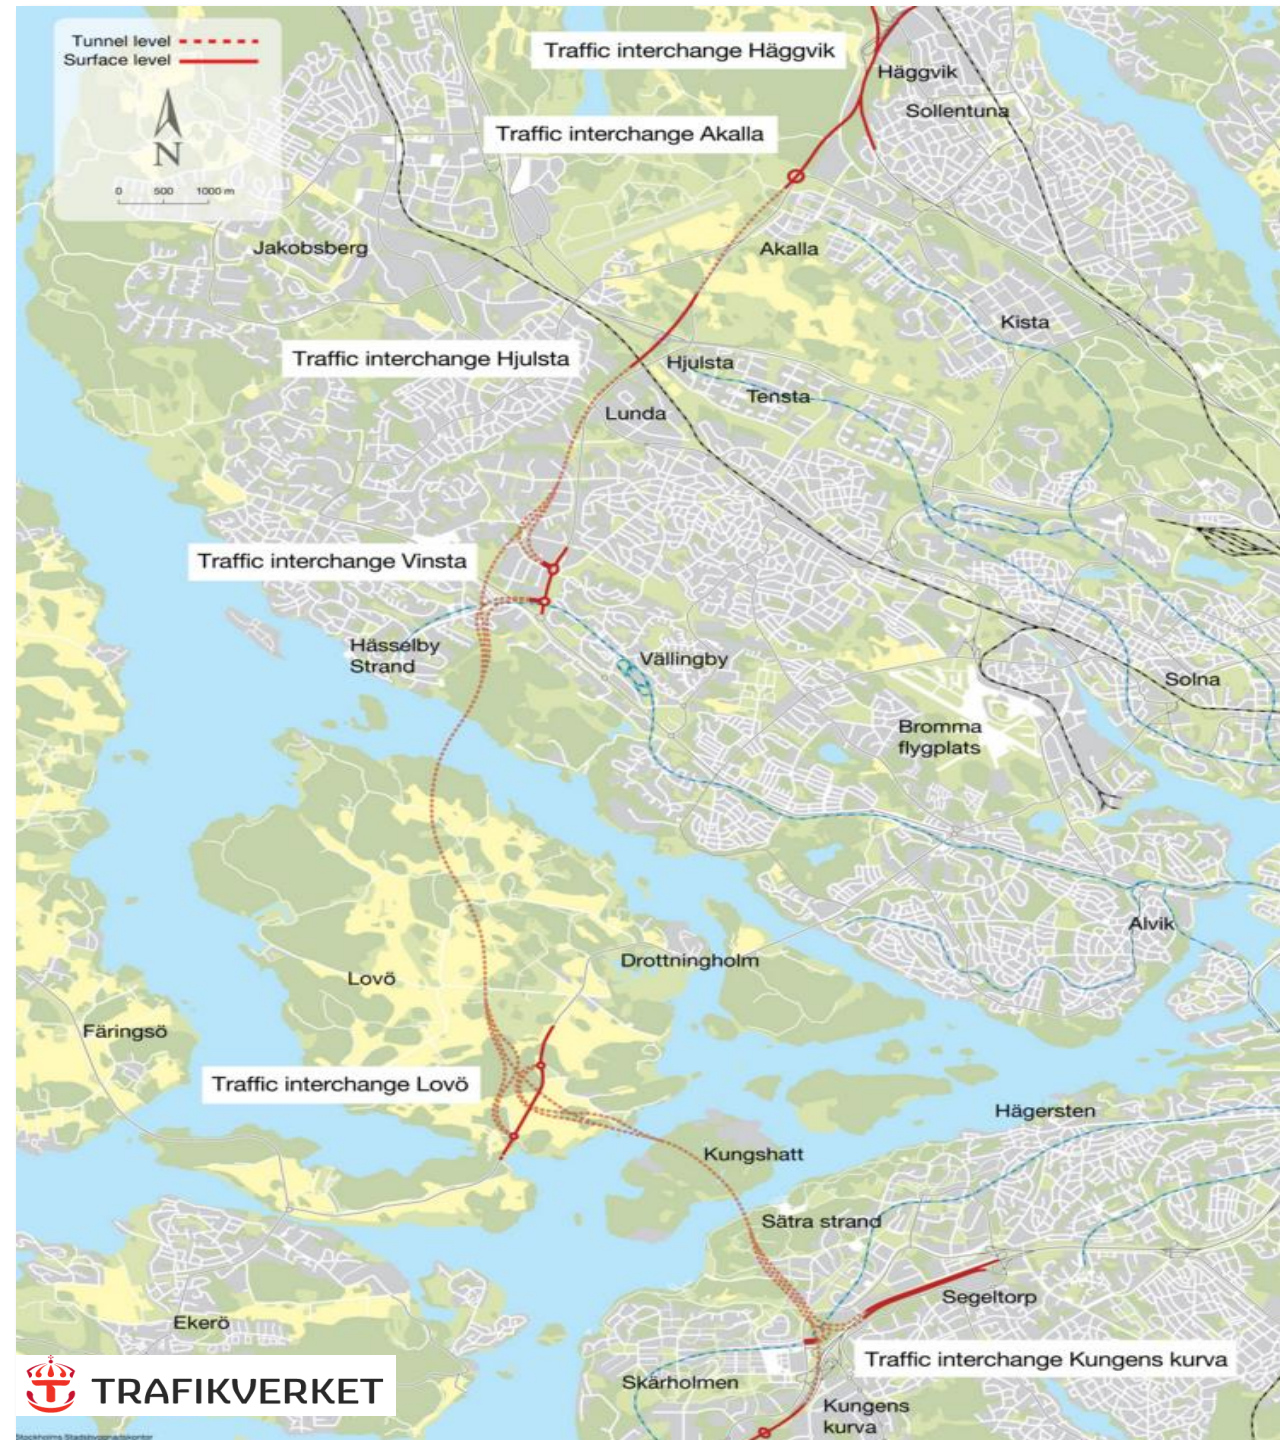 Tunnel level
Surface level
N
0 500 1000 m
Traffic interchange Häggvik
Häggvik
Sollentuna
Traffic interchange Akalla
Jakobsberg
Akalla
Kista
Traffic interchange Hjulsta
Hjulsta
Tensta
Lunda
Traffic interchange Vinsta
Hässelby
Strand
Vällingby
Solna
Bromma
flygplats
Alvik
Drottningholm
Lovö
Färingsö
Traffic interchange Lovö
Hägersten
Kungshatt
Sätra strand
Segeltorp
Ekerö
Traffic interchange Kungens kurva
Skärholmen
Kungens
kurva
TRAFIKVERKET
Stockholms Stadsbyggnadskontor